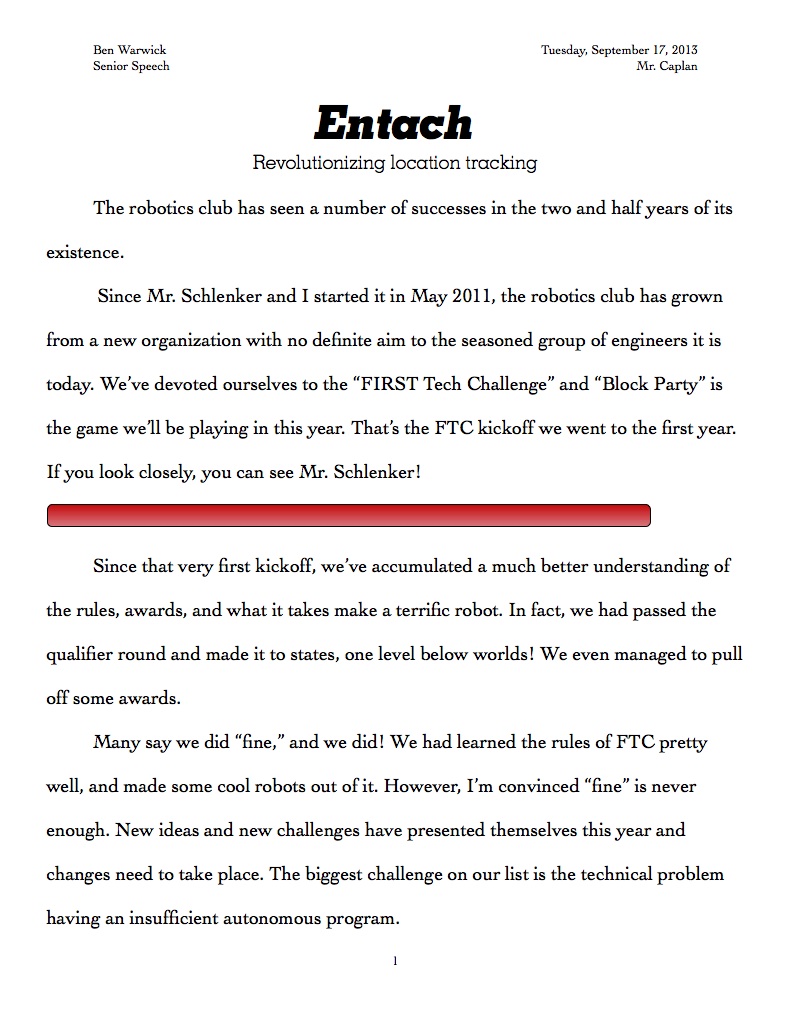 Ben Warwick
Tuesday, September 17, 2013
Senior Speech
Mr. Caplan
Entach
Revolutionizing location tracking
The robotics club has seen a number of successes in the two and half years of its
existence.
Since Mr. Schlenker and I started it in May 2011, the robotics club has grown
from a new organization with no definite aim to the seasoned group of engineers it is
today. We’ve devoted ourselves to the “FIRST Tech Challenge” and “Block Party” is
the game we’ll be playing in this year. That’s the FTC kickoff we went to the first year.
If you look closely, you can see Mr. Schlenker!
Since that very first kickoff, we’ve accumulated a much better understanding of
the rules, awards, and what it takes make a terrific robot. In fact, we had passed the
qualifier round and made it to states, one level below worlds! We even managed to pull
off some awards.
Many say we did “fine,” and we did! We had learned the rules of FTC pretty
well, and made some cool robots out of it. However, I’m convinced “fine” is never
enough. New ideas and new challenges have presented themselves this year and
changes need to take place. The biggest challenge on our list is the technical problem
having an insufficient autonomous program.
1